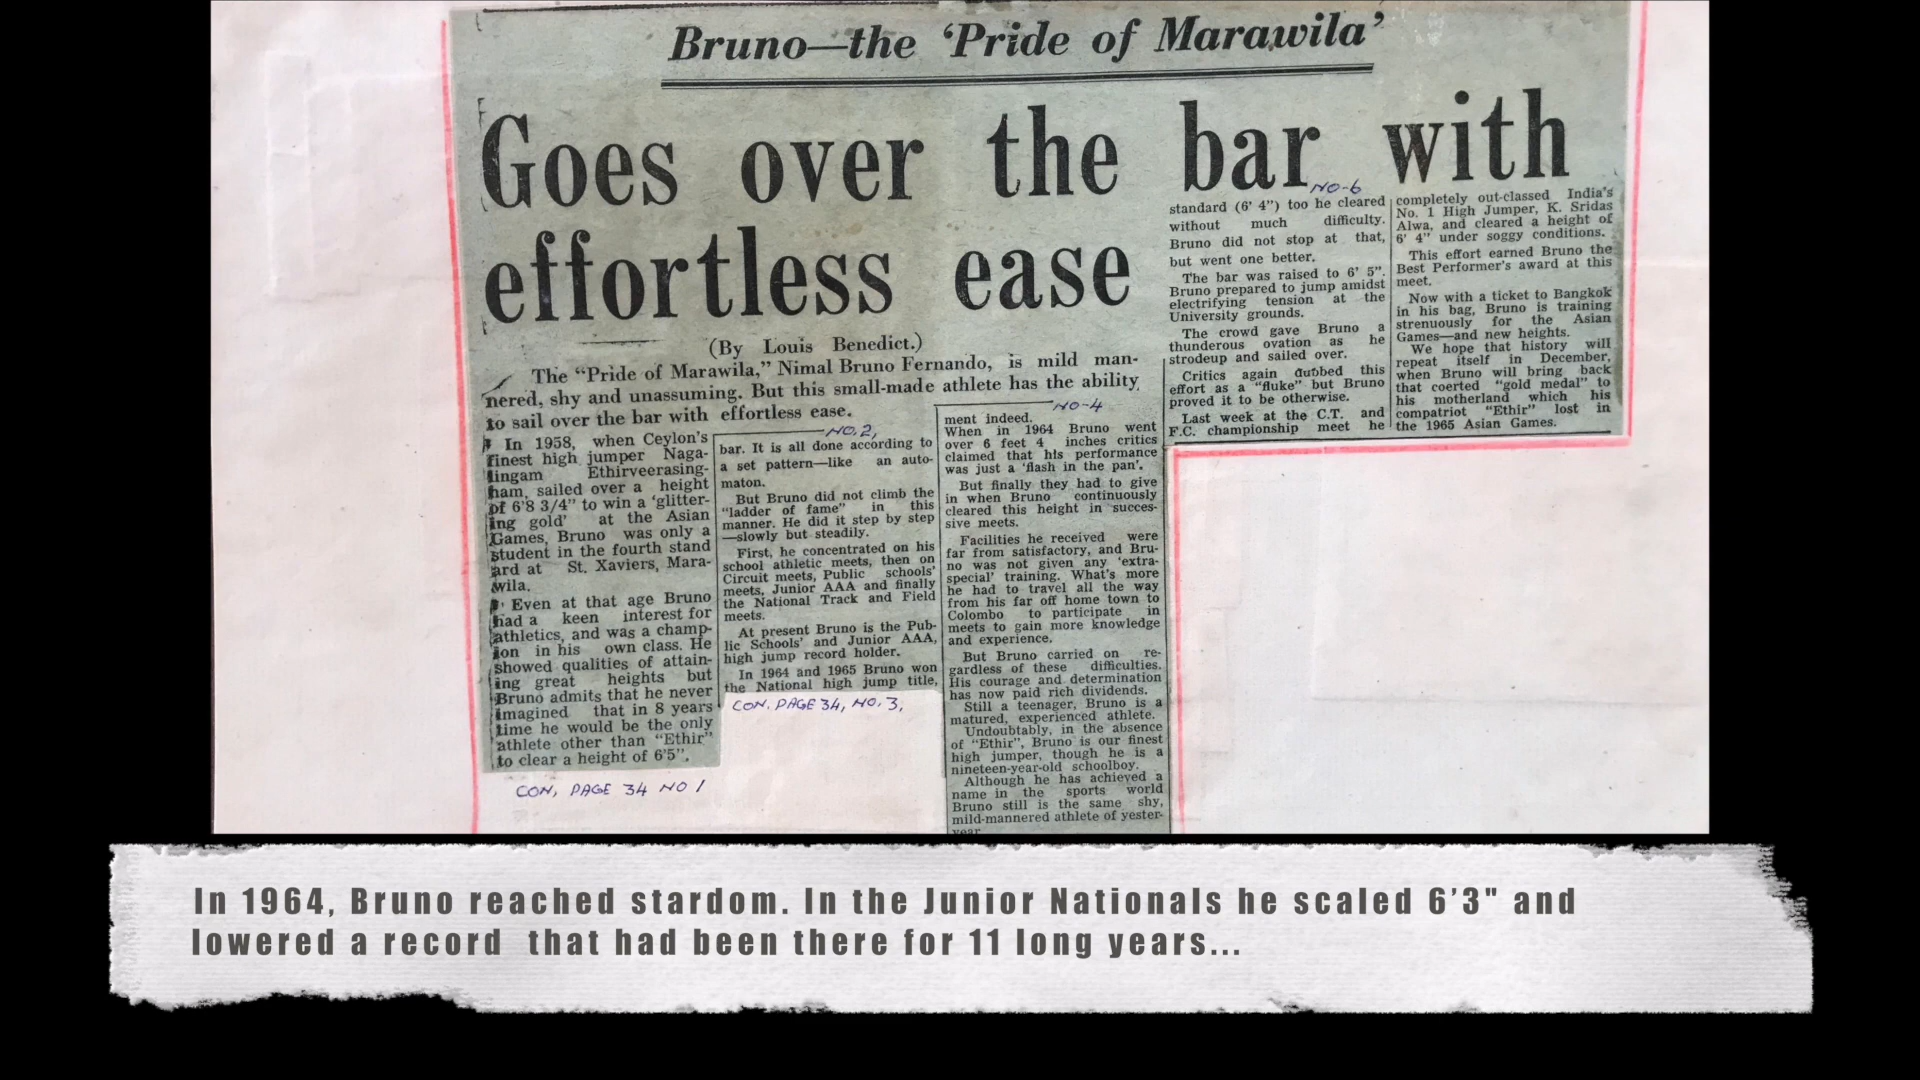 Bruno—the ‘Pride of Marawila’
Goes over the bar with
effortless ease
(By Louis Benedict.)
The “Pride of Marawila,” Nimal Bruno Fernando, is mild man-
nered, shy and unassuming. But this small-made athlete has the ability
to sail over the bar with effortless ease.
In 1958, when Ceylon's
finest high jumper Naga-
lingam Ethirveerasing-
ham, sailed over a height
of 6'8 3/4” to win a ‘glitter-
ing gold’ at the Asian
Games, Bruno was only a
student in the fourth stand
ard at St. Xaviers, Mara-
wila.
Even at that age Bruno
had a keen interest for
athletics, and was a champ-
ion in his own class. He
showed qualities of attain-
ing great heights but
Bruno admits that he never
imagined that in 8 years
time he would be the only
athlete other than “Ethir”
to clear a height of 6'5”.
CON, PAGE 34 NO 1
NO. 2,
bar. It is all done according to
a set pattern—like an auto-
maton.
But Bruno did not climb the
“ladder of fame” in this
manner. He did it step by step
—slowly but steadily.
First, he concentrated on his
school athletic meets, then on
Circuit meets, Public schools'
meets, Junior AAA and finally
the National Track and Field
meets.
At present Bruno is the Pub-
lic Schools' and Junior AAA,
high jump record holder.
In 1964 and 1965 Bruno won
the National high jump title,
CON. PAGE 34, NO. 3,
NO-4
ment indeed.
When in 1964 Bruno went
over 6 feet 4 inches critics
claimed that his performance
was just a ‘flash in the pan’.
But finally they had to give
in when Bruno continuously
cleared this height in succes-
sive meets.
Facilities he received were
far from satisfactory, and Bru-
no was not given any ‘extra-
special’ training. What's more
he had to travel all the way
from his far off home town to
Colombo to participate in
meets to gain more knowledge
and experience.
But Bruno carried on re-
gardless of these difficulties.
His courage and determination
has now paid rich dividends.
Still a teenager, Bruno is a
matured, experienced athlete.
Undoubtably, in the absence
of “Ethir”, Bruno is our finest
high jumper, though he is a
nineteen-year-old schoolboy.
Although he has achieved a
name in the sports world
Bruno still is the same shy,
mild-mannered athlete of yester-
year
NO-6
standard (6' 4”) too he cleared
without much difficulty.
Bruno did not stop at that,
but went one better.
The bar was raised to 6' 5”.
Bruno prepared to jump amidst
electrifying tension at the
University grounds.
The crowd gave Bruno a
thunderous ovation as he
strodeup and sailed over.
Critics again dubbed this
effort as a “fluke” but Bruno
proved it to be otherwise.
Last week at the C.T. and
F.C. championship meet he
completely out-classed India's
No. 1 High Jumper, K. Sridas
Alwa, and cleared a height of
6' 4” under soggy conditions.
This effort earned Bruno the
Best Performer's award at this
meet.
Now with a ticket to Bangkok
in his bag, Bruno is training
strenuously for the Asian
Games—and new heights.
We hope that history will
repeat itself in December,
when Bruno will bring back
that coerted “gold medal” to
his motherland which his
compatriot “Ethir” lost in
the 1965 Asian Games.
In 1964, Bruno reached stardom. In the Junior Nationals he scaled 6’3" and
lowered a record that had been there for 11 long years...